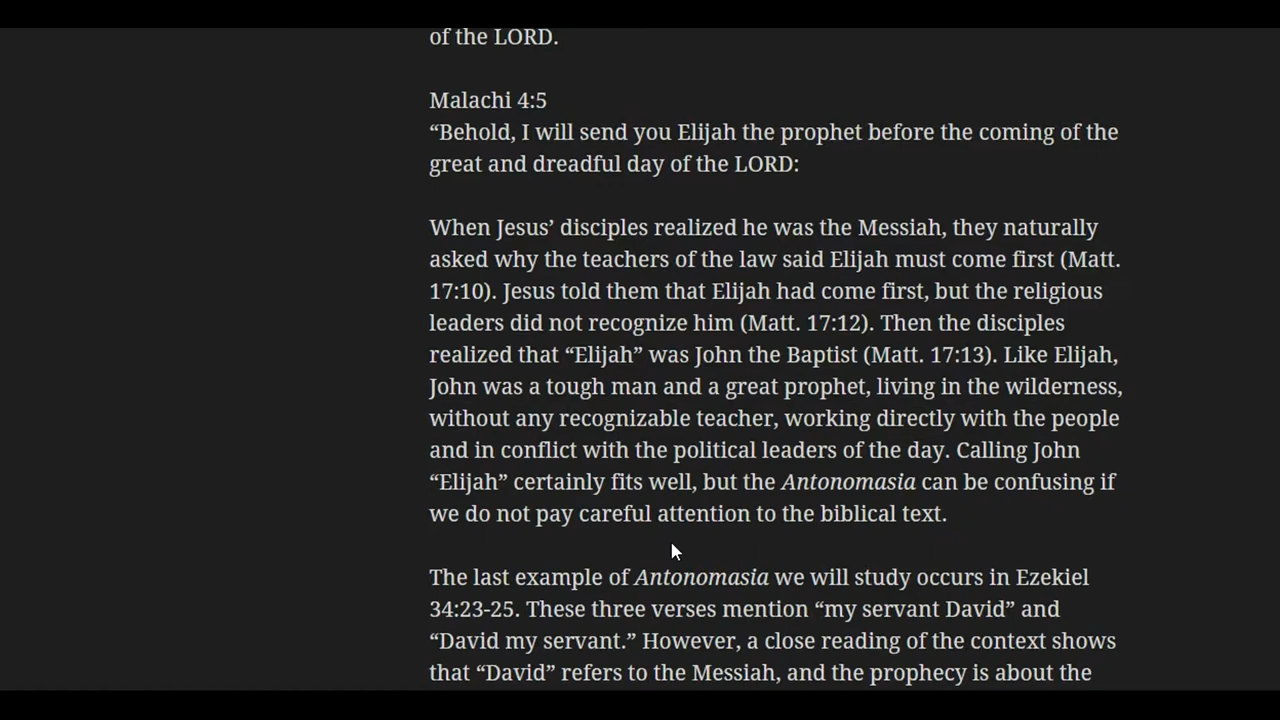 of the LORD.
Malachi 4:5
“Behold, I will send you Elijah the prophet before the coming of the
great and dreadful day of the LORD:
When Jesus’ disciples realized he was the Messiah, they naturally
asked why the teachers of the law said Elijah must come first (Matt.
17:10). Jesus told them that Elijah had come first, but the religious
leaders did not recognize him (Matt. 17:12). Then the disciples
realized that “Elijah” was John the Baptist (Matt. 17:13). Like Elijah,
John was a tough man and a great prophet, living in the wilderness,
without any recognizable teacher, working directly with the people
and in conflict with the political leaders of the day. Calling John
“Elijah” certainly fits well, but the Antonomasia can be confusing if
we do not pay careful attention to the biblical text.
The last example of Antonomasia we will study occurs in Ezekiel
34:23-25. These three verses mention “my servant David” and
“David my servant.” However, a close reading of the context shows
that “David” refers to the Messiah, and the prophecy is about the